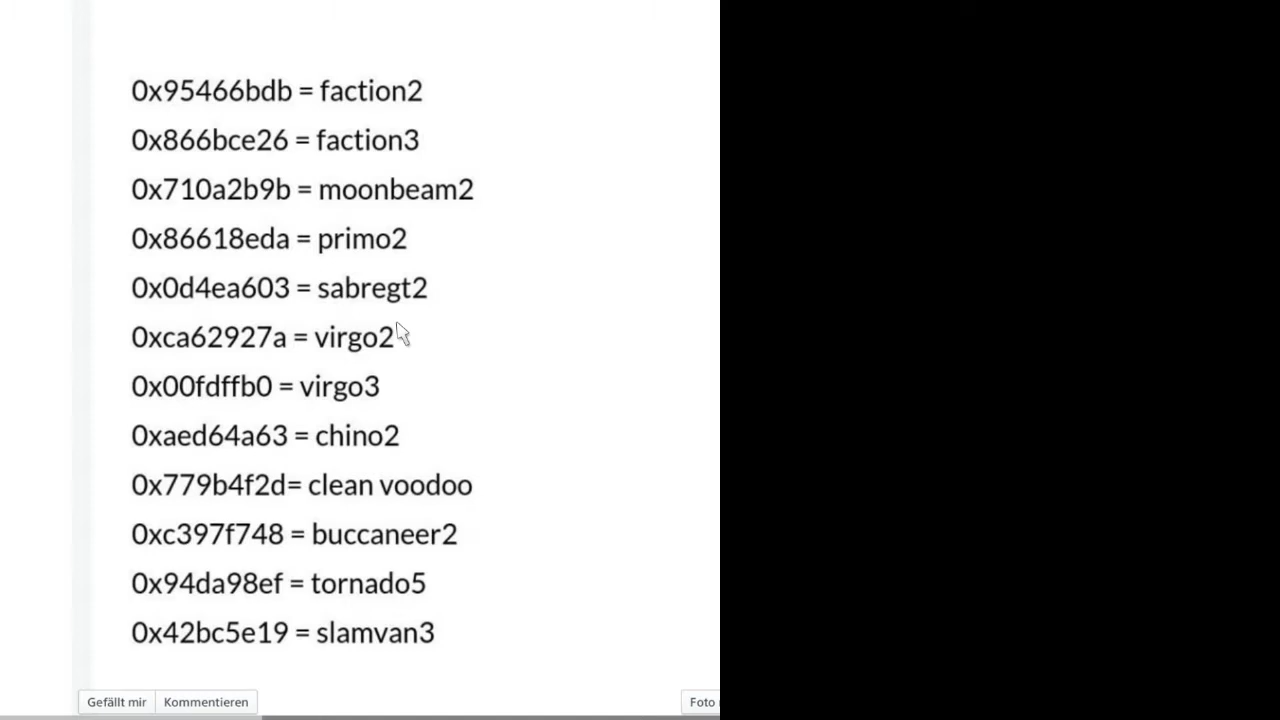 0x95466bdb = faction2
0x866bce26 = faction3
0x710a2b9b = moonbeam2
0x86618eda = primo2
0x0d4ea603 = sabregt2
0xca62927a = virgo2
0x00fdffb0 = virgo3
0xaed64a63 = chino2
0x779b4f2d= clean voodoo
0xc397f748 = buccaneer2
0x94da98ef = tornado5
0x42bc5e19 = slamvan3
Gefällt mir Kommentieren Foto